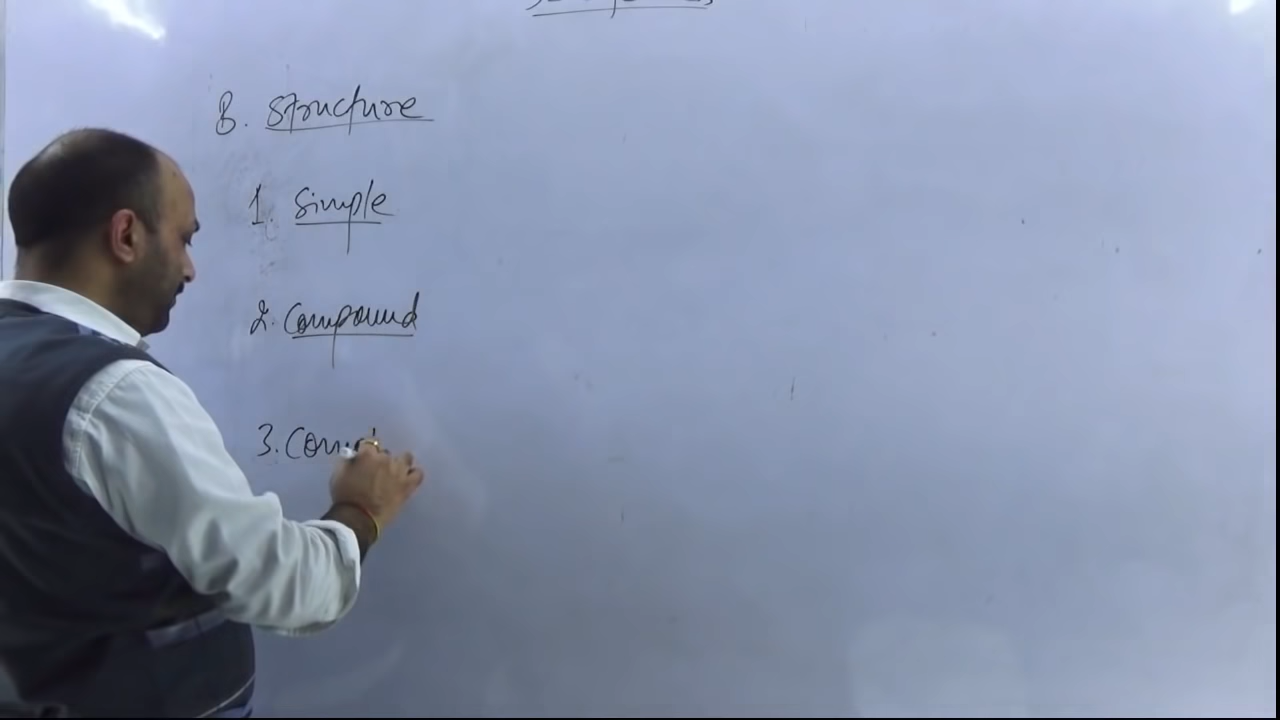 B. Structure
1. Simple
2. Compound
3. Com